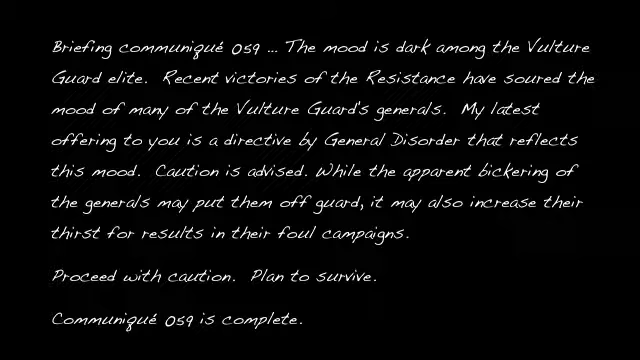 Briefing communiqué 059 ... The mood is dark among the Vulture
Guard elite. Recent victories of the Resistance have soured the
mood of many of the Vulture Guard's generals. My latest
offering to you is a directive by General Disorder that reflects
this mood. Caution is advised. While the apparent bickering of
the generals may put them off guard, it may also increase their
thirst for results in their foul campaigns.
Proceed with caution. Plan to survive.
Communiqué 059 is complete.